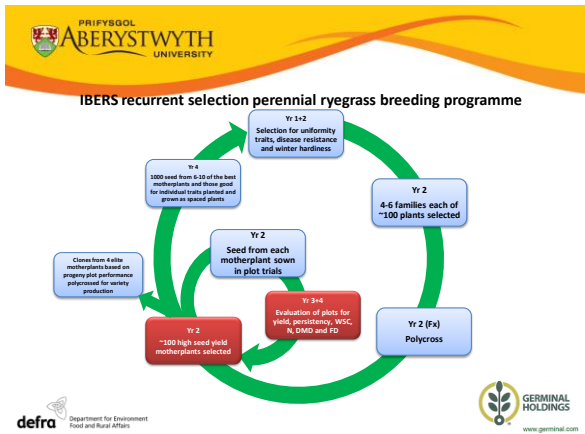 PRIFYSGOL
ABERYSTWYTH
UNIVERSITY
IBERS recurrent selection perennial ryegrass breeding programme
Yr 1+2
Selection for uniformity
traits, disease resistance
and winter hardiness
Yr 4
1000 seed from 6-10 of the best
motherplants and those good
for individual traits planted and
grown as spaced plants
Yr 2
4-6 families each of
~100 plants selected
Yr 2
Seed from each
motherplant sown
in plot trials
Clones from 4 elite
motherplants based on
progeny plot performance
polycrossed for variety
production
Yr 3+4
Evaluation of plots for
yield, persistency, WSC,
N, DMD and FD
Yr 2
~100 high seed yield
motherplants selected
Yr 2 (Fx)
Polycross
defra
Department for Environment
Food and Rural Affairs
GERMINAL
HOLDINGS
www.germinal.com